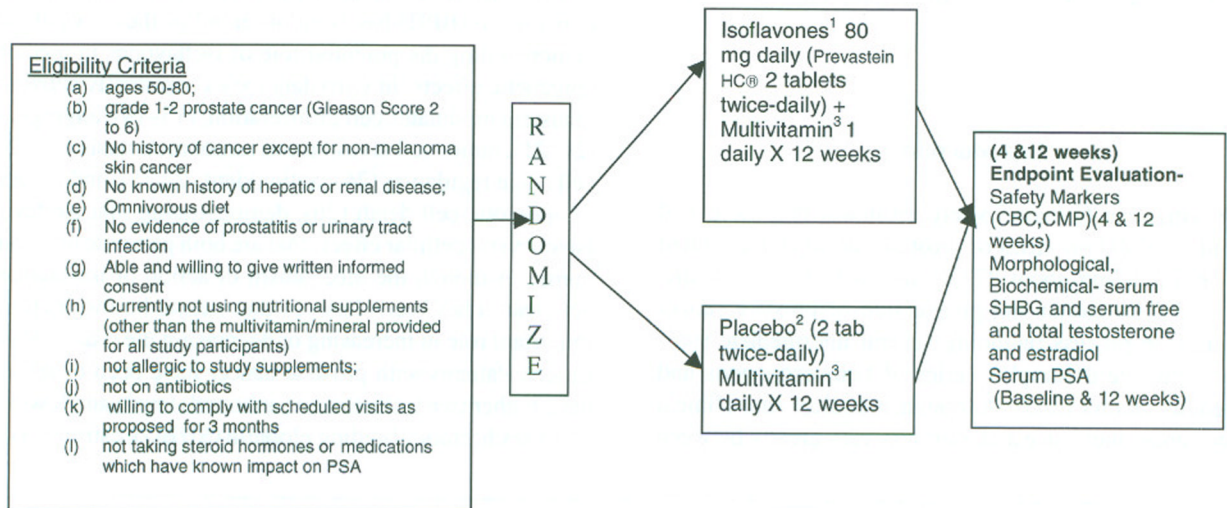 Eligibility Criteria
(a) ages 50-80;
(b) grade 1-2 prostate cancer (Gleason Score 2
to 6)
(c) No history of cancer except for non-melanoma
skin cancer
(d) No known history of hepatic or renal disease;
(e) Omnivorous diet
(f) No evidence of prostatitis or urinary tract
infection
(g) Able and willing to give written informed
consent
(h) Currently not using nutritional supplements
(other than the multivitamin/mineral provided
for all study participants)
(i) not allergic to study supplements;
(j) not on antibiotics
(k) willing to comply with scheduled visits as
proposed for 3 months
(l) not taking steroid hormones or medications
which have known impact on PSA
R
A
N
D
O
M
I
Z
E
Isoflavones¹ 80
mg daily (Prevastein
HC® 2 tablets
twice-daily) +
Multivitamin³ 1
daily X 12 weeks
Placebo² (2 tab
twice-daily)
Multivitamin³ 1
daily X 12 weeks
(4 &12 weeks)
Endpoint Evaluation-
Safety Markers
(CBC,CMP)(4 & 12
weeks)
Morphological,
Biochemical- serum
SHBG and serum free
and total testosterone
and estradiol
Serum PSA
(Baseline & 12 weeks)